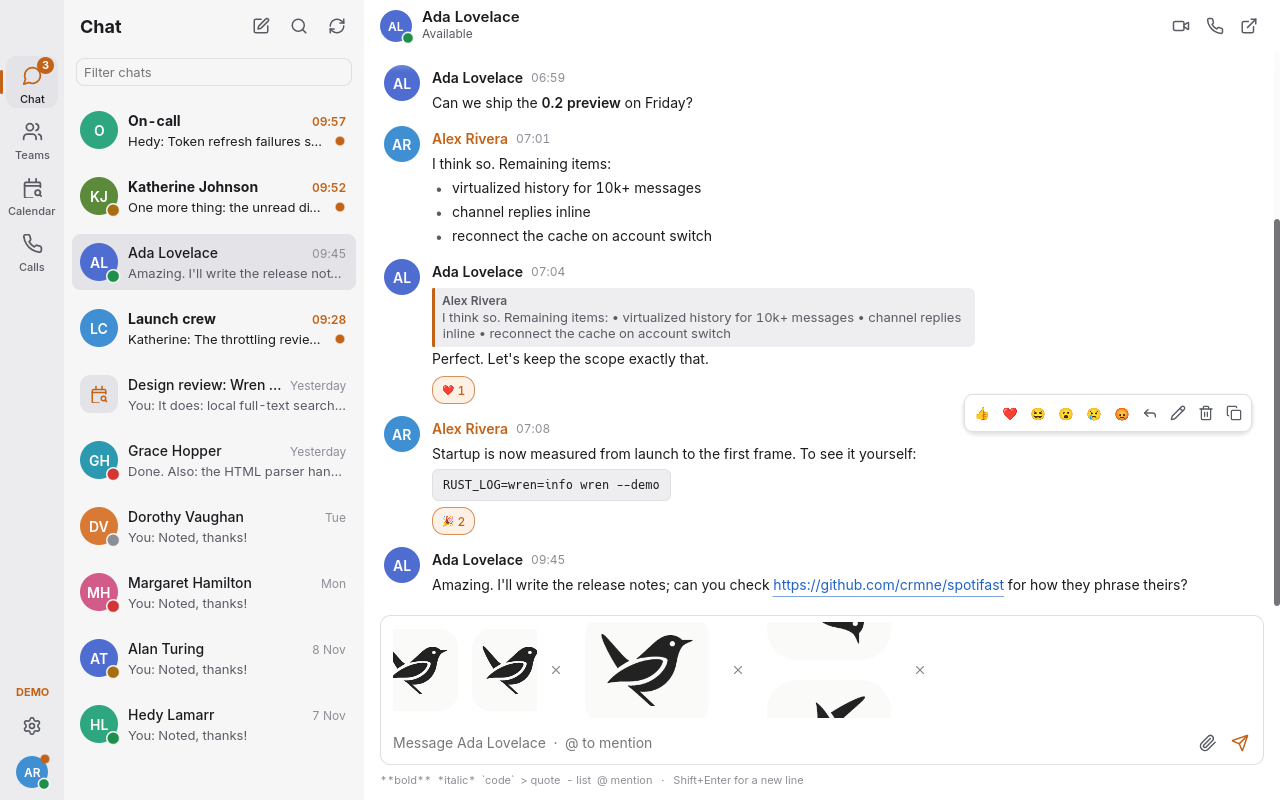 3
Chat
Teams
Calendar
Calls
DEMO
AR
Chat
Filter chats
O
On-call
09:57
Hedy: Token refresh failures s...
KJ
Katherine Johnson
09:52
One more thing: the unread di...
AL
Ada Lovelace
09:45
Amazing. I'll write the release not...
LC
Launch crew
09:28
Katherine: The throttling revie...
Design review: Wren ...
Yesterday
You: It does: local full-text search...
GH
Grace Hopper
Yesterday
Done. Also: the HTML parser han...
DV
Dorothy Vaughan
Tue
You: Noted, thanks!
MH
Margaret Hamilton
Mon
You: Noted, thanks!
AT
Alan Turing
8 Nov
You: Noted, thanks!
HL
Hedy Lamarr
7 Nov
You: Noted, thanks!
AL
Ada Lovelace
Available
AL
Ada Lovelace 06:59
Can we ship the 0.2 preview on Friday?
AR
Alex Rivera 07:01
I think so. Remaining items:
• virtualized history for 10k+ messages
• channel replies inline
• reconnect the cache on account switch
AL
Ada Lovelace 07:04
Alex Rivera
I think so. Remaining items: • virtualized history for 10k+ messages • channel replies
inline • reconnect the cache on account switch
Perfect. Let's keep the scope exactly that.
❤️ 1
👍 ❤️ 😆 😮 😢 😡
AR
Alex Rivera 07:08
Startup is now measured from launch to the first frame. To see it yourself:
RUST_LOG=wren=info wren --demo
🎉 2
AL
Ada Lovelace 09:45
Amazing. I'll write the release notes; can you check https://github.com/crmne/spotifast for how they phrase theirs?
Message Ada Lovelace · @ to mention
**bold** *italic* `code` > quote - list @ mention · Shift+Enter for a new line